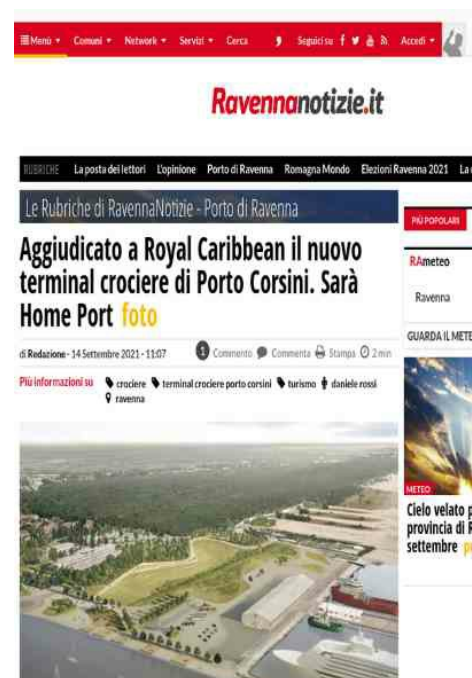 Menù Comuni Network Servizi Cerca Seguici su Accedi
Ravennanotizie.it
RUBRICHE La posta dei lettori L'opinione Porto di Ravenna Romagna Mondo Elezioni Ravenna 2021 La
Le Rubriche di RavennaNotizie - Porto di Ravenna
Aggiudicato a Royal Caribbean il nuovo
terminal crociere di Porto Corsini. Sarà
Home Port foto
di Redazione - 14 Settembre 2021 - 11:07 1 Commento Commenta Stampa 2 min
Più informazioni su crociere terminal crociere porto corsini turismo daniele rossi
ravenna
PIÙ POPOLARI
RAmeteo
Ravenna
GUARDA IL METE
METEO
Cielo velato p
provincia di R
settembre